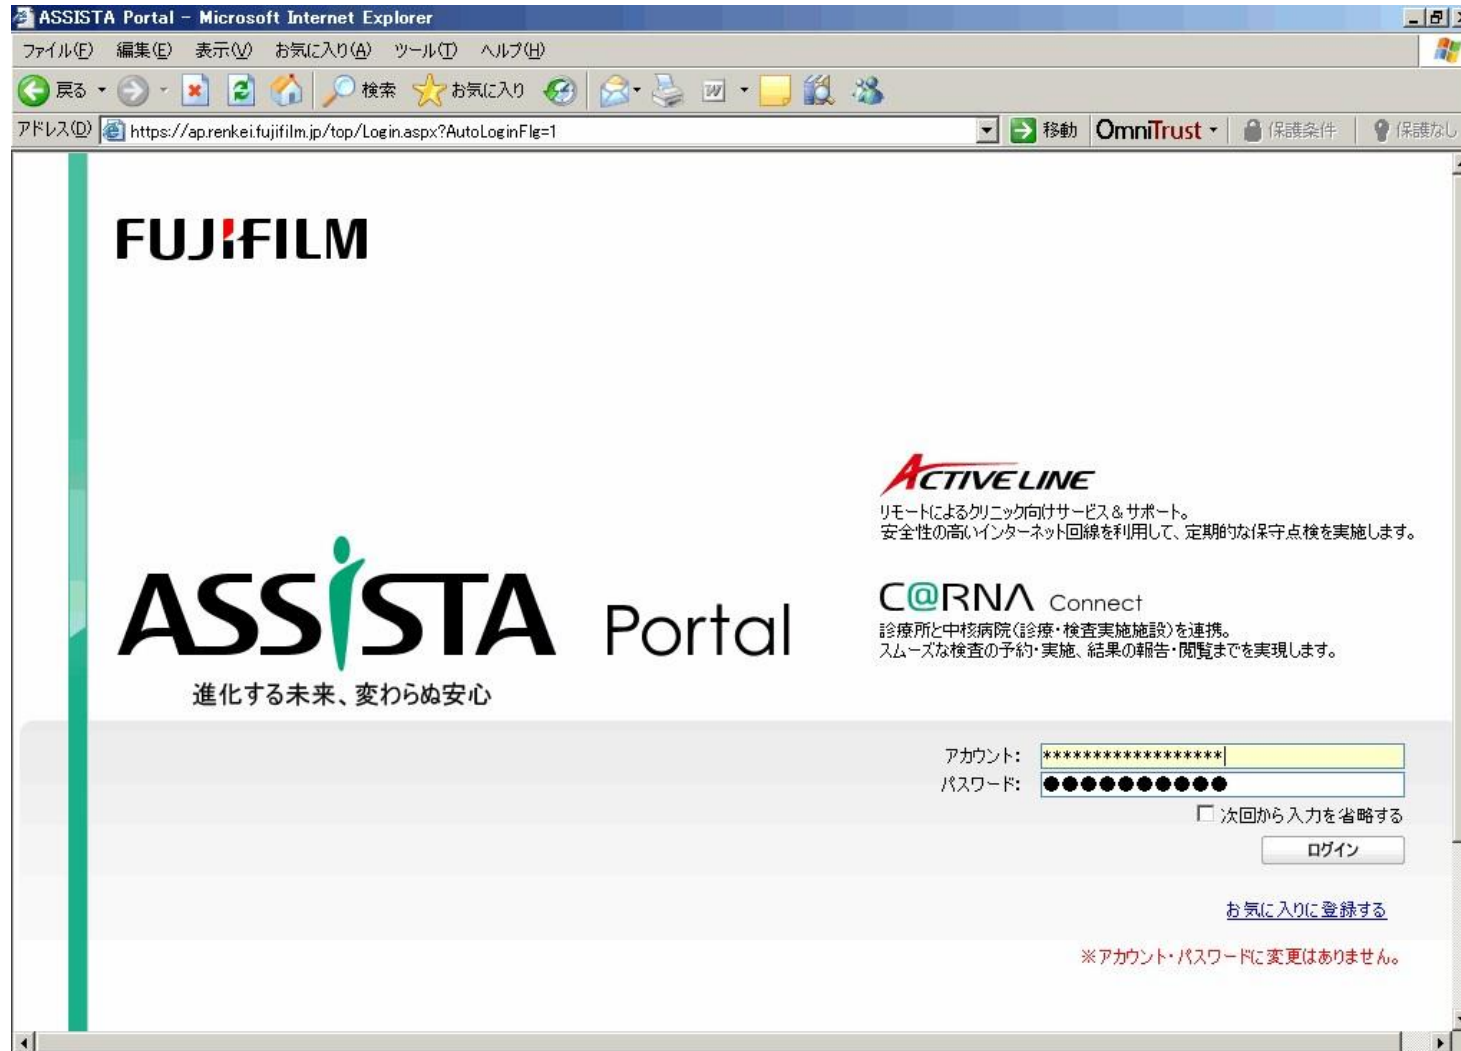 ASSISTA Portal - Microsoft Internet Explorer
ファイル(F) 編集(E) 表示(V) お気に入り(A) ツール(T) ヘルプ(H)
戻る 検索 お気に入り
アドレス(D) https://ap.renkei.fujifilm.jp/top/Login.aspx?AutoLoginFlg=1 移動 OmniTrust 保護条件 保護なし
FUJIFILM
ACTIVE LINE
リモートによるクリニック向けサービス&サポート。
安全性の高いインターネット回線を利用して、定期的な保守点検を実施します。
ASSISTA Portal
進化する未来、変わらぬ安心
C@RNA Connect
診療所と中核病院(診療・検査実施施設)を連携。
スムーズな検査の予約・実施、結果の報告・閲覧までを実現します。
アカウント: ******************
パスワード: ●●●●●●●●●●
次回から入力を省略する
ログイン
お気に入りに登録する
※アカウント・パスワードに変更はありません。